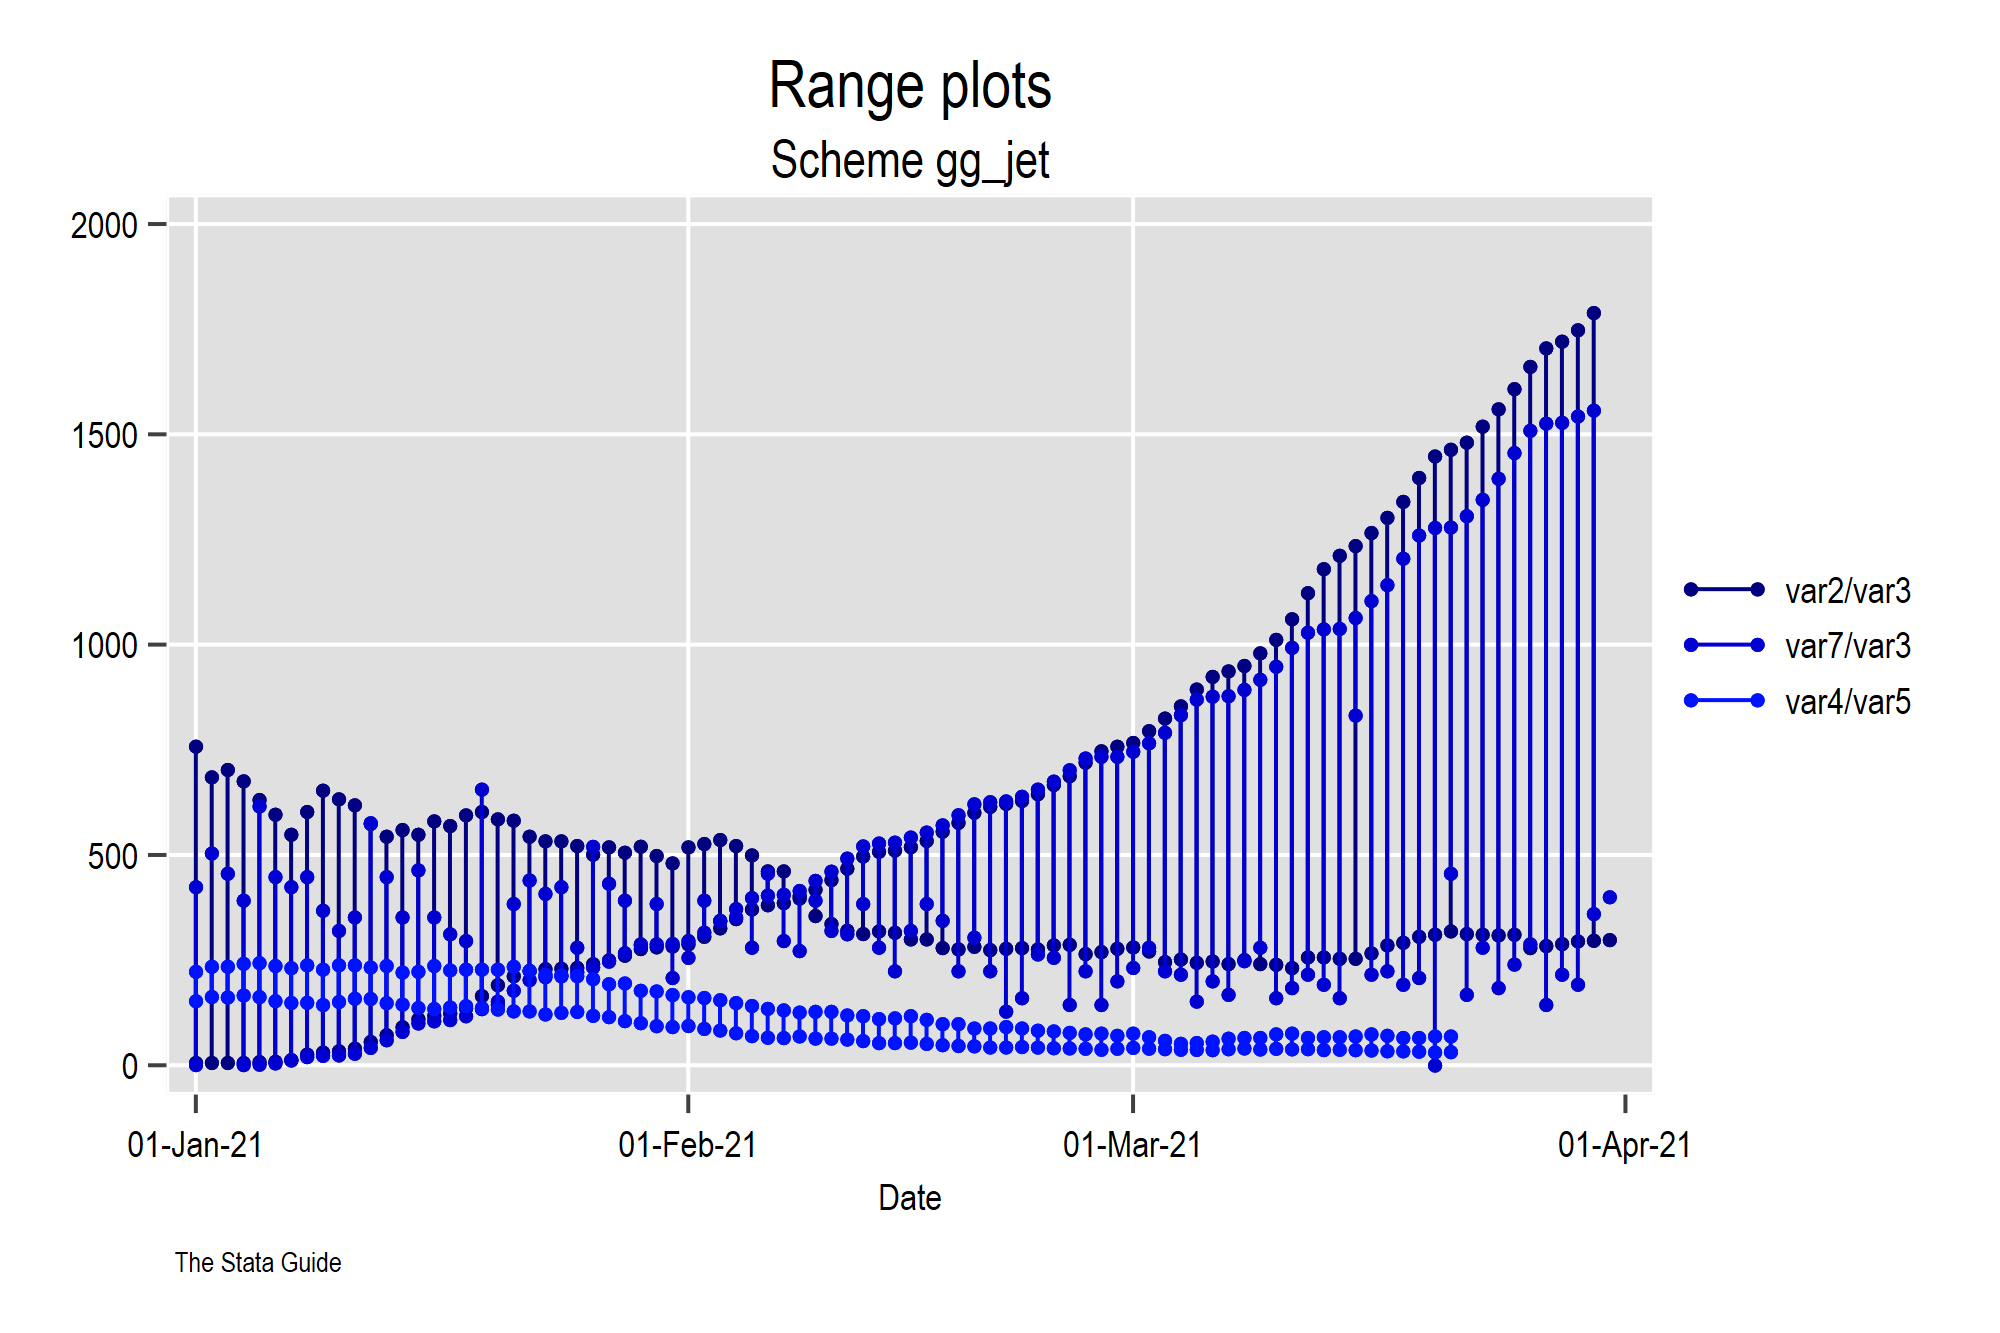 Range plots
Scheme gg_jet
2000
1500
1000
500
0
01-Jan-21
01-Feb-21
01-Mar-21
01-Apr-21
Date
var2/var3
var7/var3
var4/var5
The Stata Guide